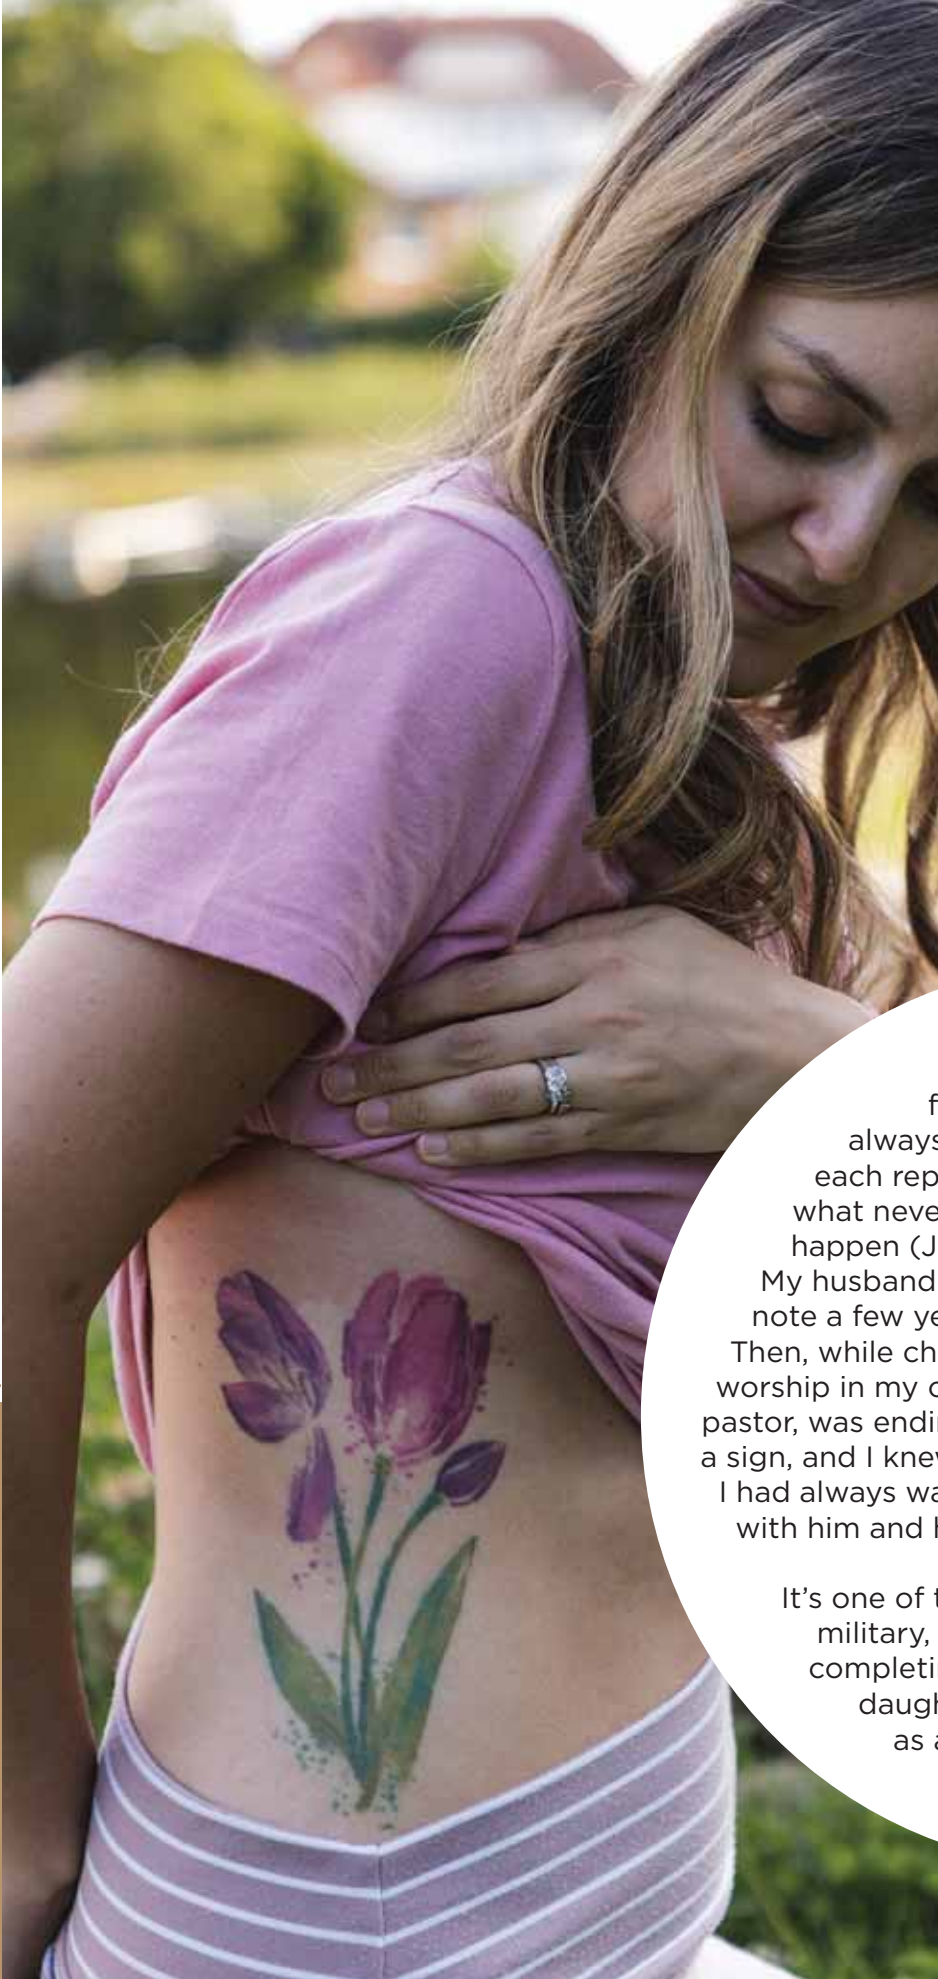 f
always
each rep
what neve
happen (J
My husband
note a few ye
Then, while ch
worship in my c
pastor, was endi
a sign, and I knew
I had always wa
with him and h
It's one of t
military,
completi
daugh
as a